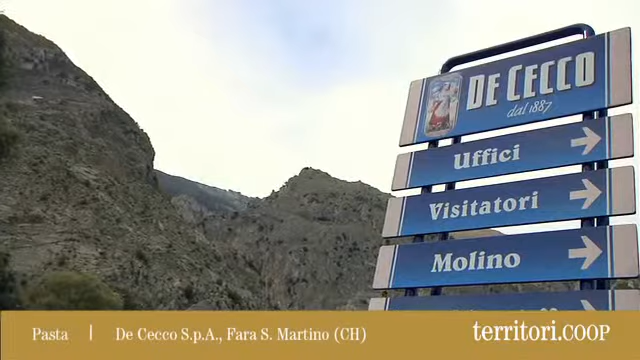 DE CECCO
dal 1887
Uffici
Visitatori
Molino
Pasta | De Cecco S.p.A., Fara S. Martino (CH)
territori.COOP